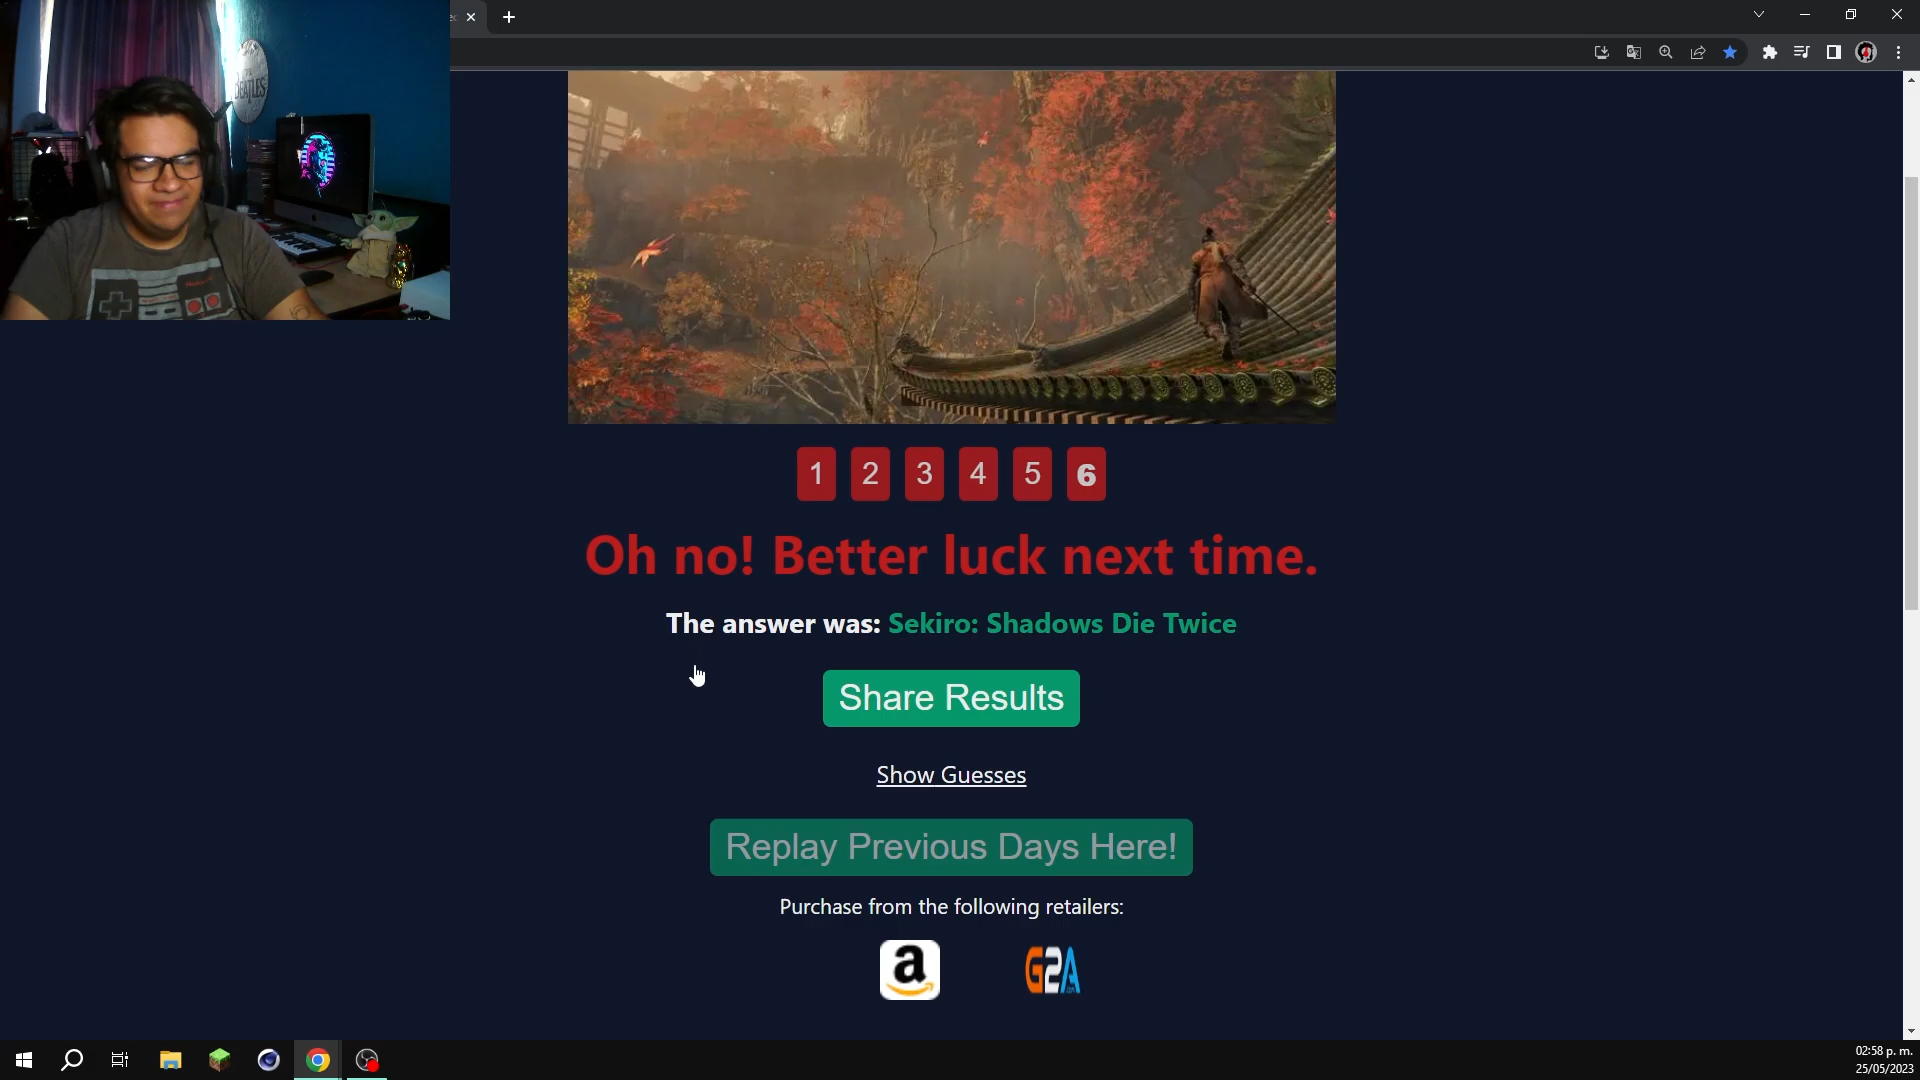 BEATLES
Nintendo
1 2 3 4 5 6
Oh no! Better luck next time.
The answer was: Sekiro: Shadows Die Twice
Share Results
Show Guesses
Replay Previous Days Here!
Purchase from the following retailers:
a
G2A
02:58 p. m.
25/05/2023